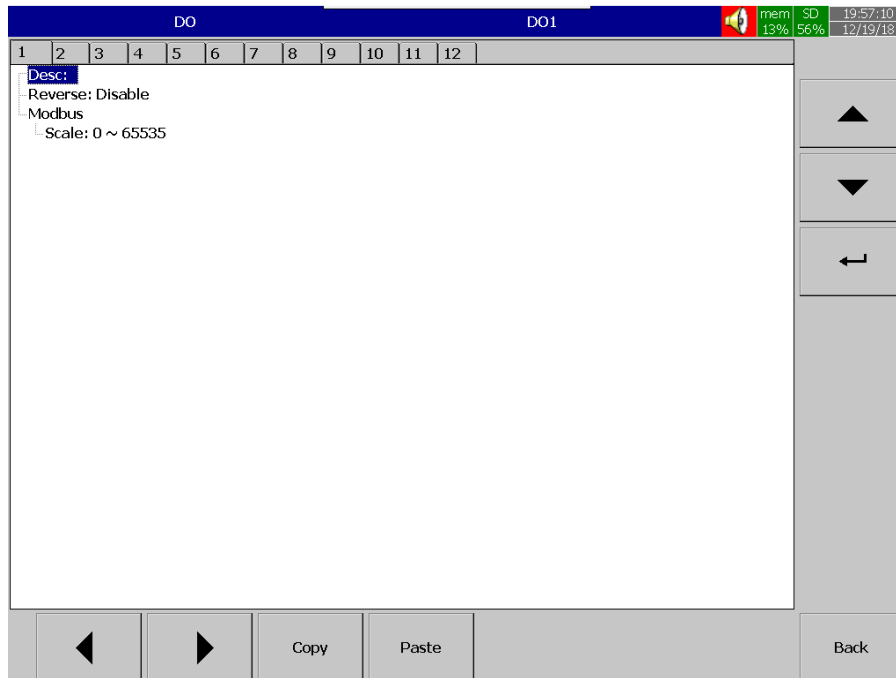 DO DO1 mem 13% SD 56% 19:57:10 12/19/18
1 2 3 4 5 6 7 8 9 10 11 12
Desc:
Reverse: Disable
Modbus
Scale: 0 ~ 65535
Copy Paste Back